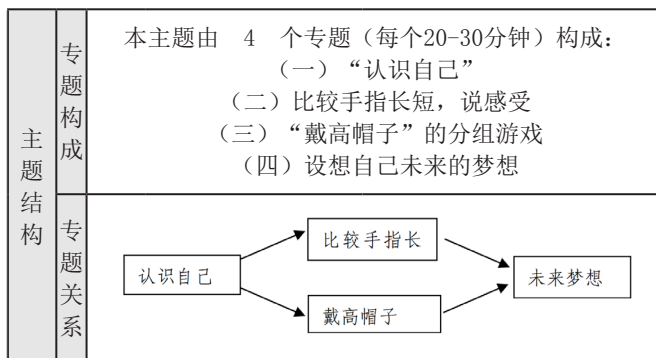 主题结构
专题构成
本主题由 4 个专题（每个20-30分钟）构成：
（一）“认识自己”
（二）比较手指长短，说感受
（三）“戴高帽子”的分组游戏
（四）设想自己未来的梦想
专题关系
认识自己
比较手指长
戴高帽子
未来梦想